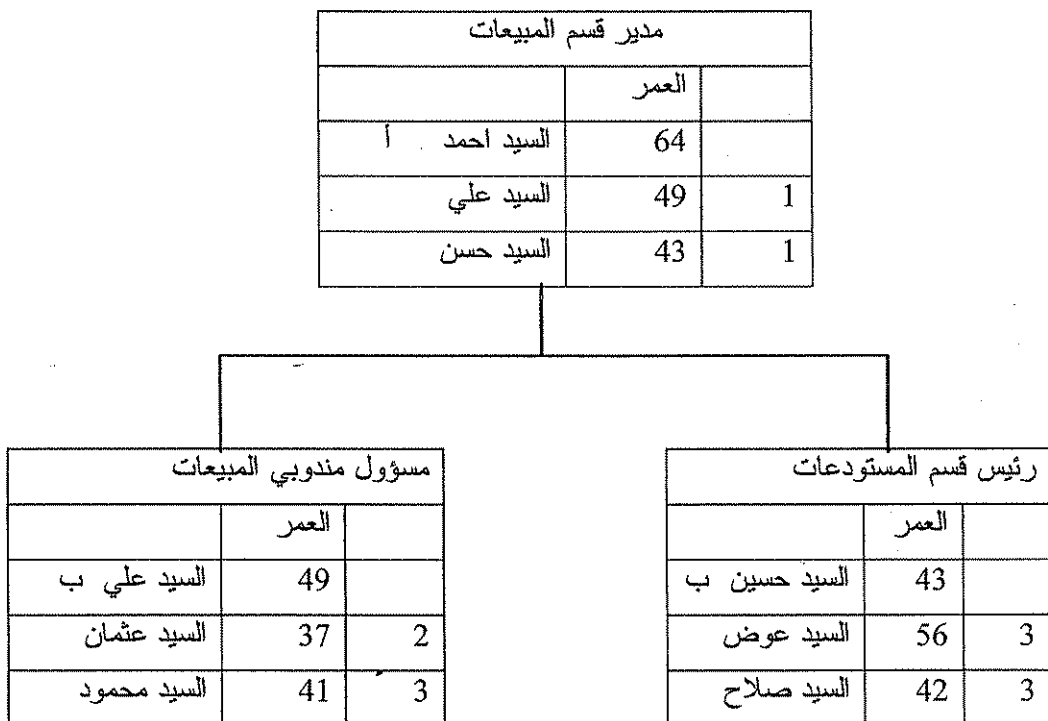 مدير قسم المبيعات
العمر
64 السيد احمد أ
1 49 السيد علي
1 43 السيد حسن
رئيس قسم المستودعات
العمر
43 السيد حسين ب
3 56 السيد عوض
3 42 السيد صلاح
مسؤول مندوبي المبيعات
العمر
49 السيد علي ب
2 37 السيد عثمان
3 41 السيد محمود